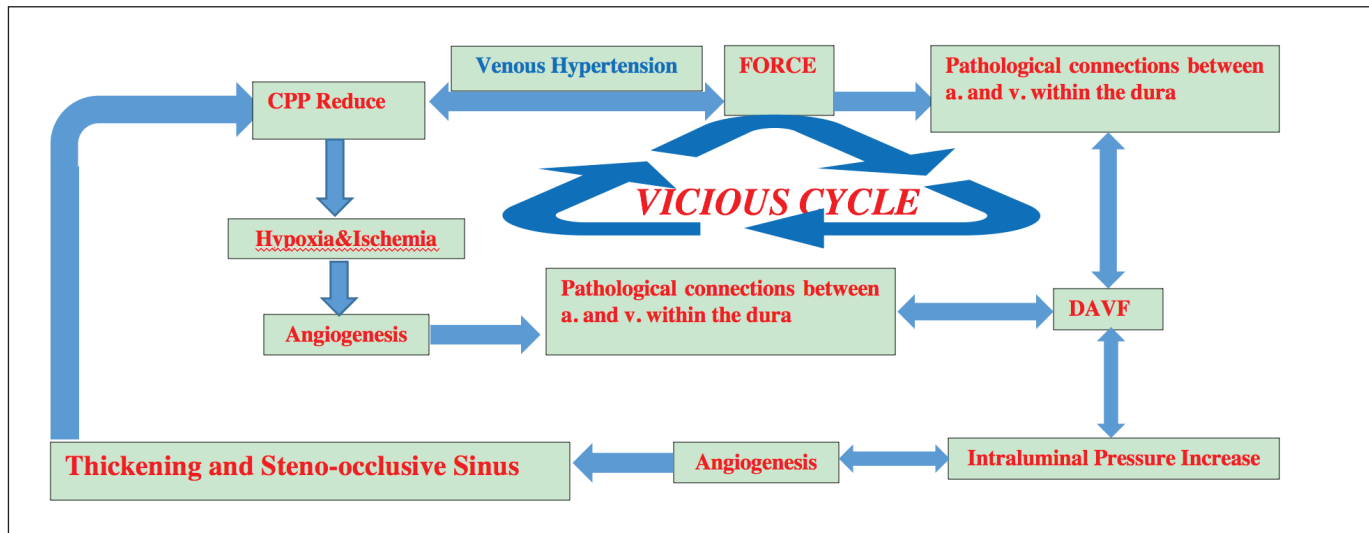 Venous Hypertension
FORCE
Pathological connections between
a. and v. within the dura
CPP Reduce
VICIOUS CYCLE
Hypoxia&Ischemia
Pathological connections between
a. and v. within the dura
DAVF
Angiogenesis
Thickening and Steno-occlusive Sinus
Angiogenesis
Intraluminal Pressure Increase